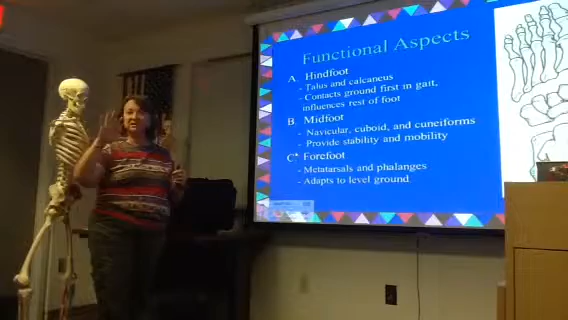 Functional Aspects
A. Hindfoot
- Talus and calcaneus
- Contacts ground first in gait,
influences rest of foot
B. Midfoot
- Navicular, cuboid, and cuneiforms
- Provide stability and mobility
C. Forefoot
- Metatarsals and phalanges
- Adapts to level ground